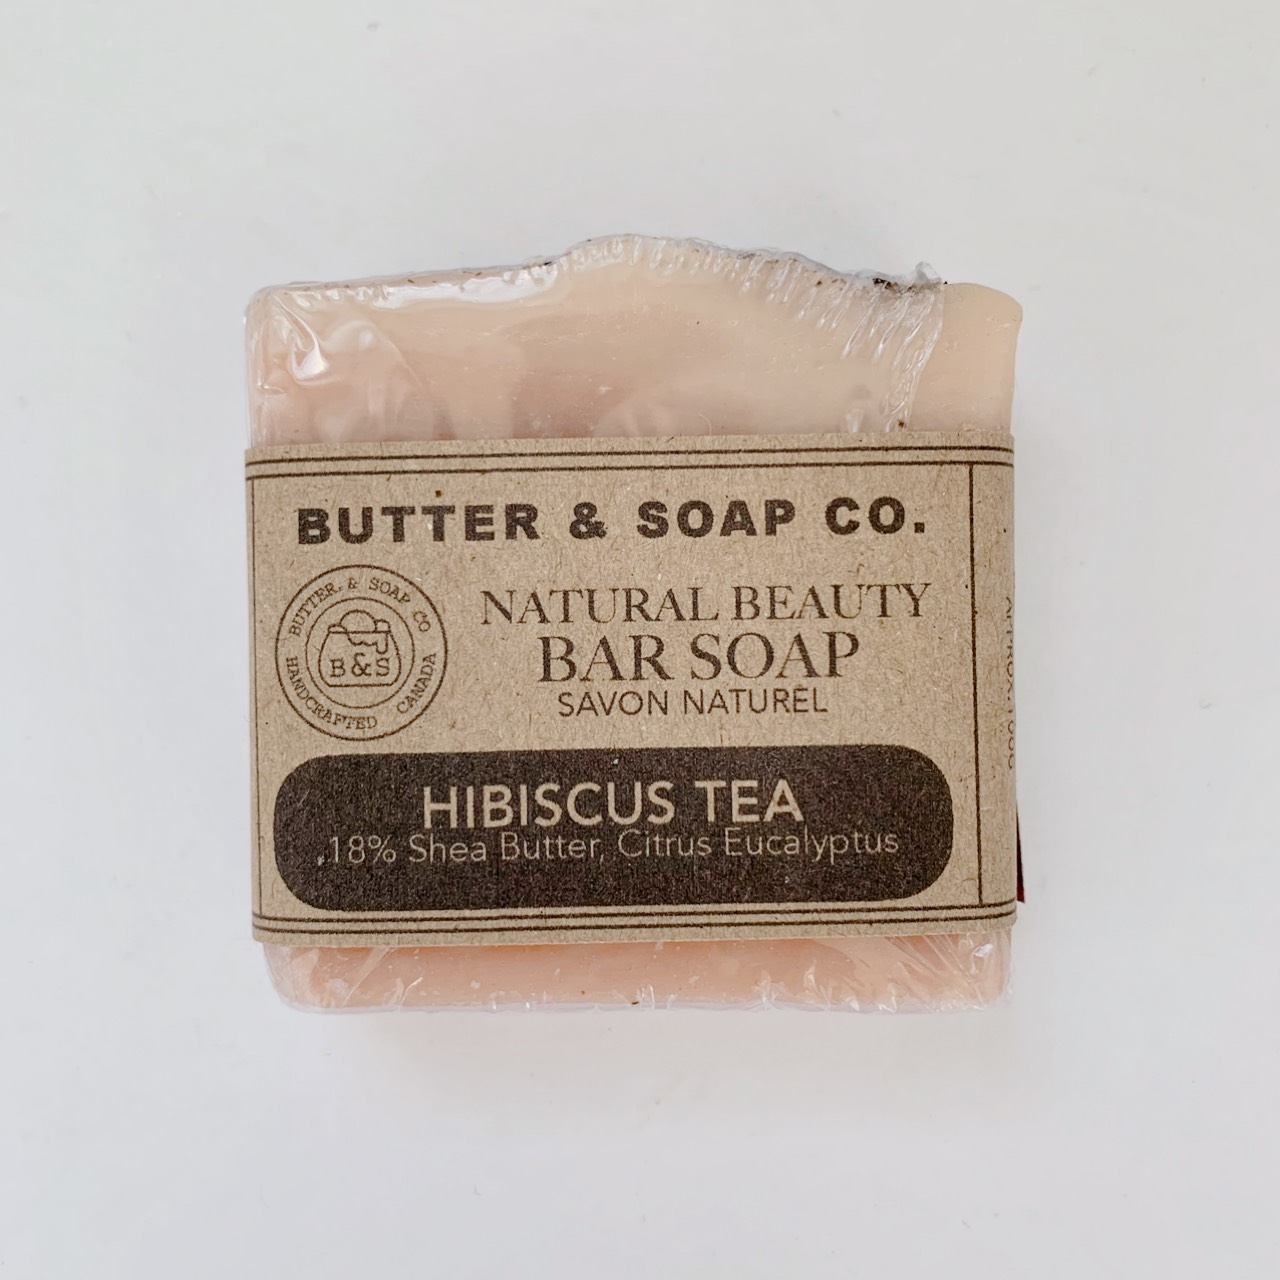 BUTTER & SOAP CO.
BUTTER & SOAP CO
B&S
HANDCRAFTED CANADA
NATURAL BEAUTY
BAR SOAP
SAVON NATUREL
HIBISCUS TEA
18% Shea Butter, Citrus Eucalyptus